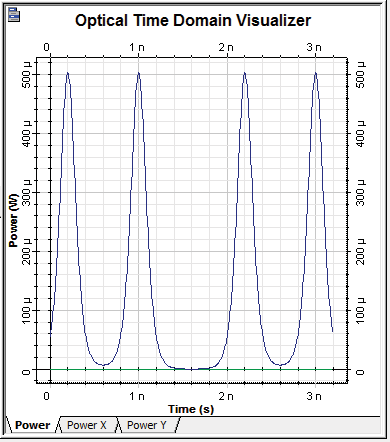 Optical Time Domain Visualizer
0 1 n 2 n 3 n
500 µ 500 µ
400 µ 400 µ
300 µ 300 µ
200 µ 200 µ
100 µ 100 µ
0 0
Power (W)
0 1 n 2 n 3 n
Time (s)
Power Power X Power Y